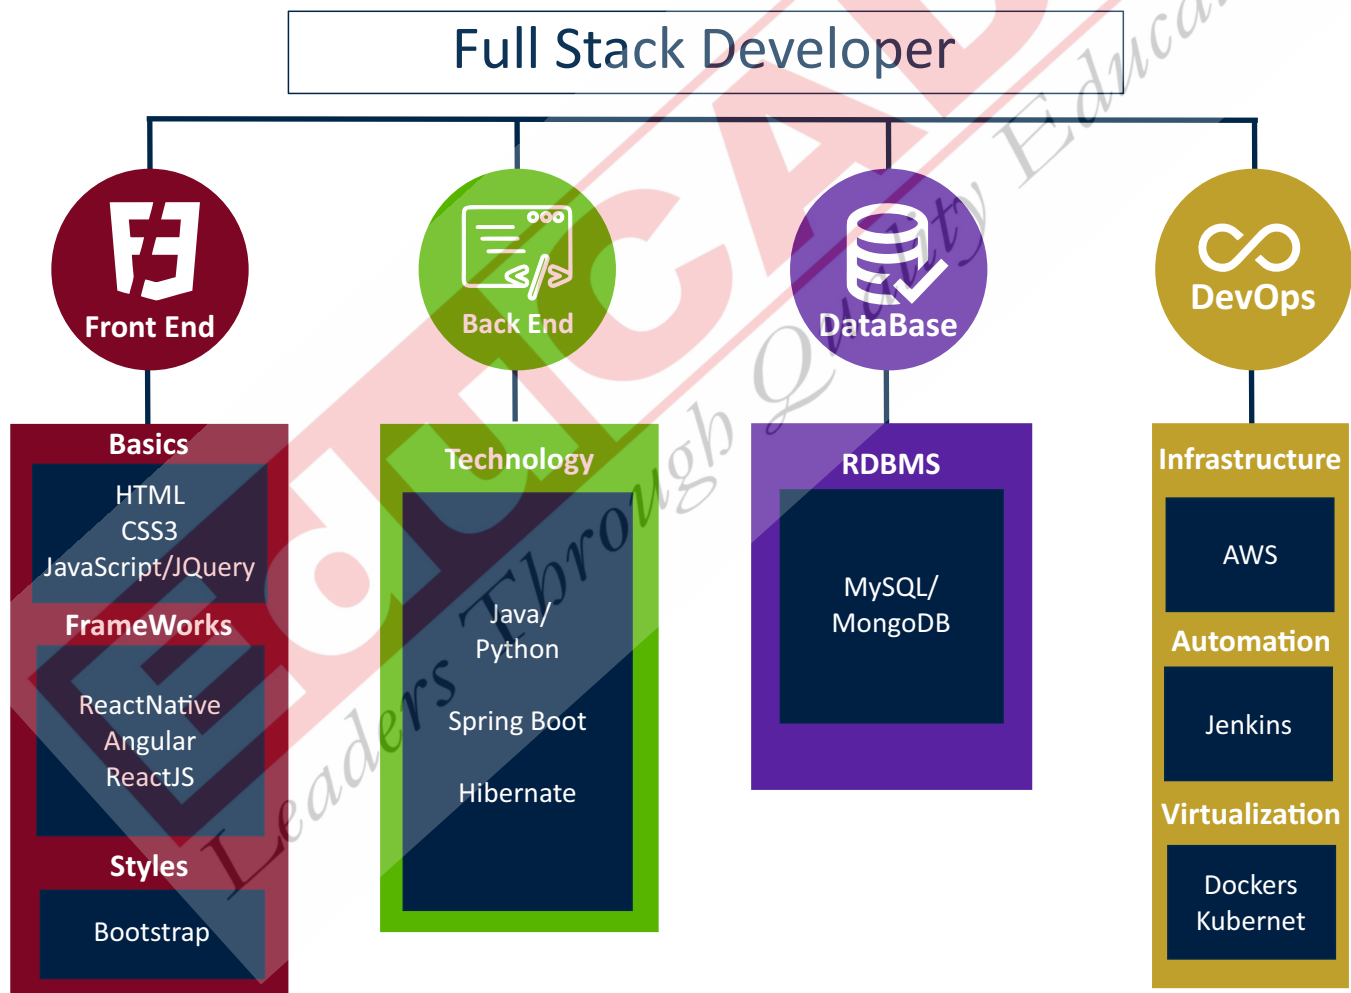 Full Stack Developer
Front End
Back End
DataBase
DevOps
Basics
HTML
CSS3
JavaScript/JQuery
FrameWorks
ReactNative
Angular
ReactJS
Styles
Bootstrap
Technology
Java/
Python
Spring Boot
Hibernate
RDBMS
MySQL/
MongoDB
Infrastructure
AWS
Automation
Jenkins
Virtualization
Dockers
Kubernet
Leaders Through Quality